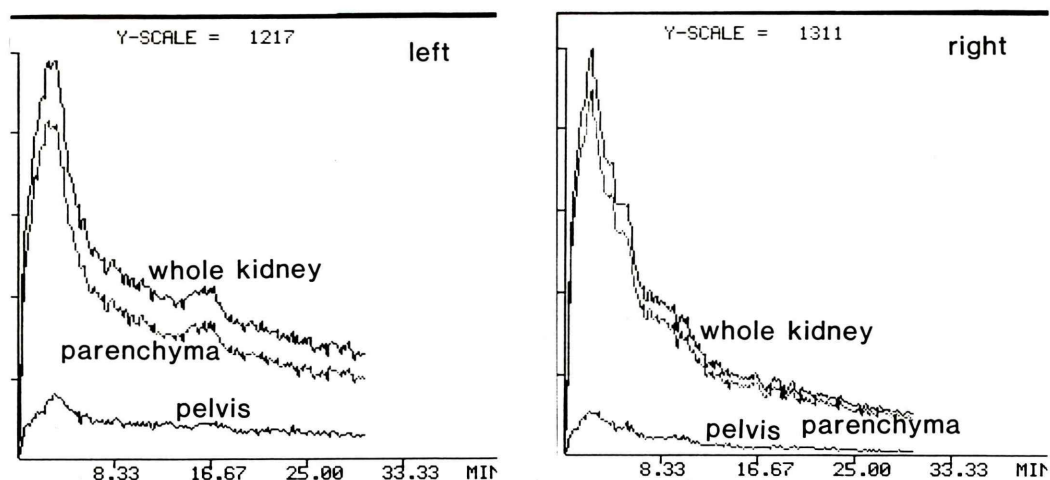 Y-SCALE = 1217
left
whole kidney
parenchyma
pelvis
8.33 16.67 25.00 33.33 MIN
Y-SCALE = 1311
right
whole kidney
pelvis parenchyma
8.33 16.67 25.00 33.33 MIN